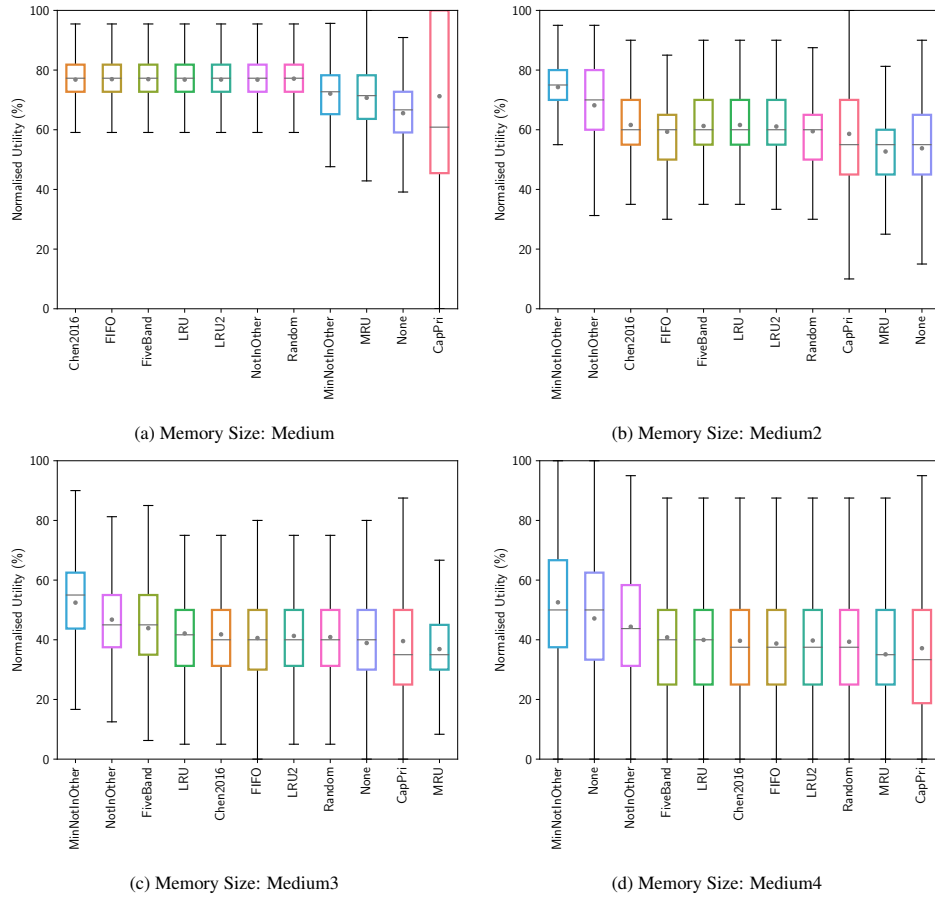 100
80
60
40
20
0
Normalised Utility (%)
Chen2016
FIFO
FiveBand
LRU
LRU2
NotInOther
Random
MinNotInOther
MRU
None
CapPri
(a) Memory Size: Medium
100
80
60
40
20
0
Normalised Utility (%)
MinNotInOther
NotInOther
Chen2016
FIFO
FiveBand
LRU
LRU2
Random
CapPri
MRU
None
(b) Memory Size: Medium2
100
80
60
40
20
0
Normalised Utility (%)
MinNotInOther
NotInOther
FiveBand
LRU
Chen2016
FIFO
LRU2
Random
None
CapPri
MRU
(c) Memory Size: Medium3
100
80
60
40
20
0
Normalised Utility (%)
MinNotInOther
None
NotInOther
FiveBand
LRU
Chen2016
FIFO
LRU2
Random
MRU
CapPri
(d) Memory Size: Medium4